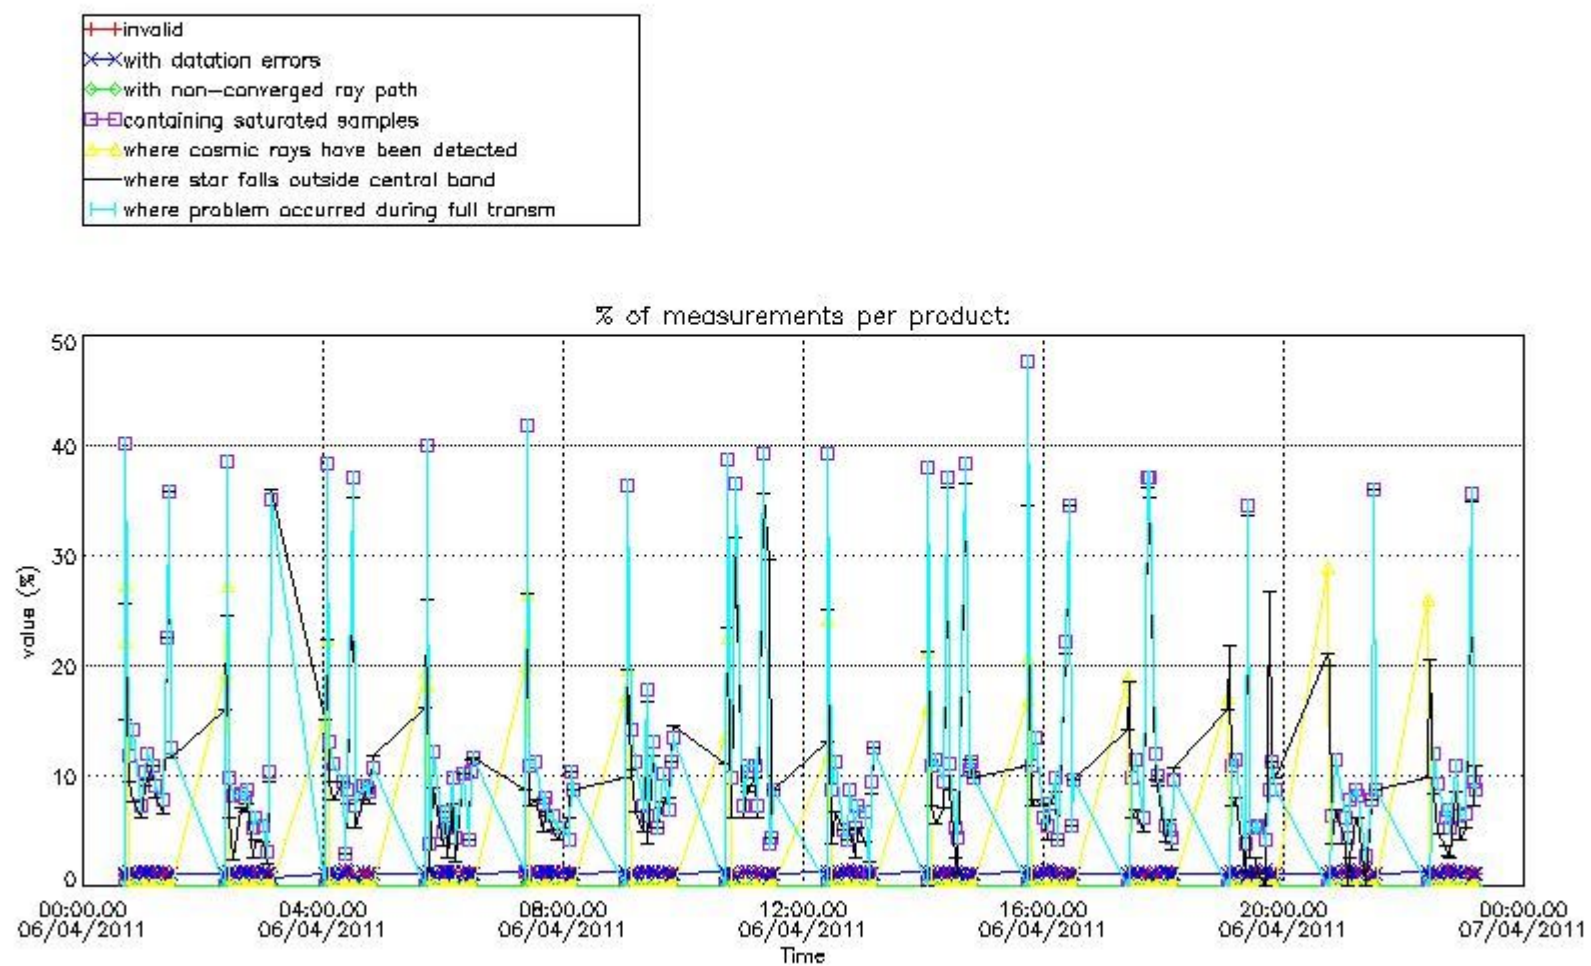 invalid
with datation errors
with non-converged ray path
containing saturated samples
where cosmic rays have been detected
where star falls outside central band
where problem occurred during full transm
% of measurements per product:
50
40
30
20
10
0
value (%)
00:00.00 04:00.00 08:00.00 12:00.00 16:00.00 20:00.00 00:00.00
06/04/2011 06/04/2011 06/04/2011 06/04/2011 06/04/2011 06/04/2011 07/04/2011
Time